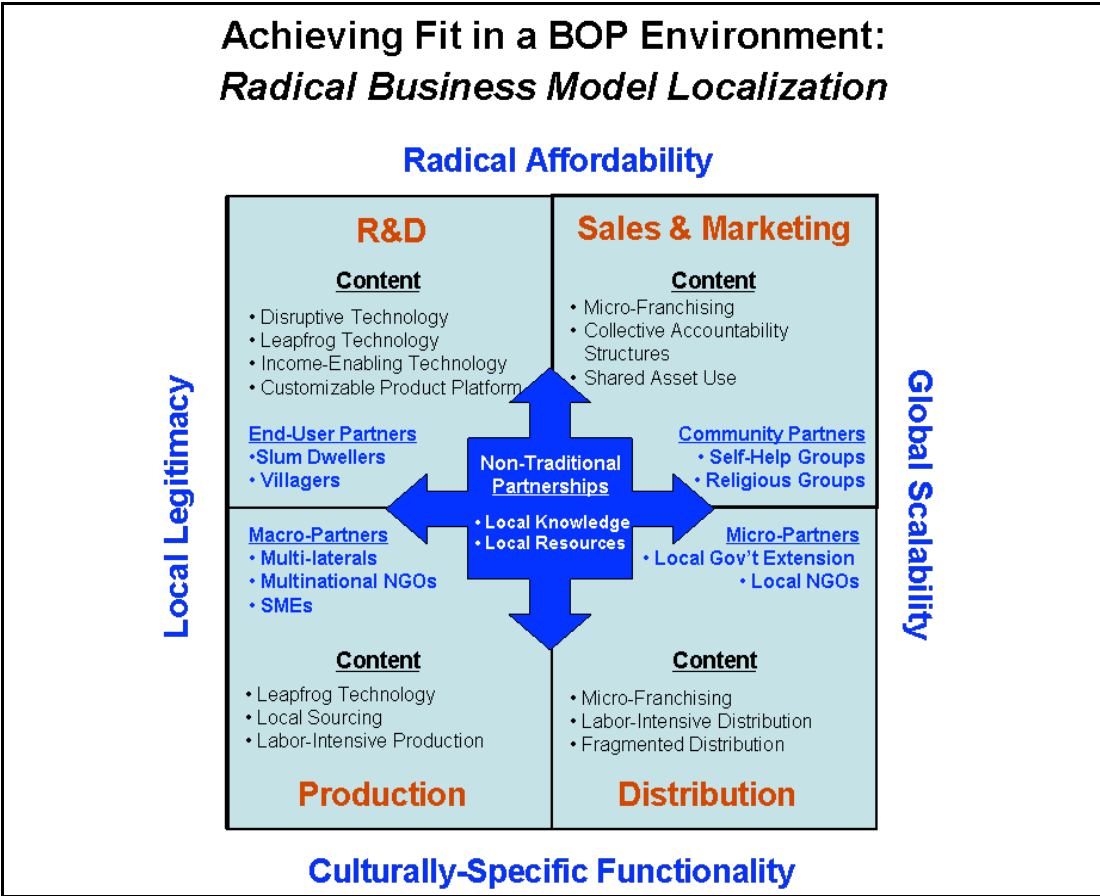 Achieving Fit in a BOP Environment:
Radical Business Model Localization
Radical Affordability
Local Legitimacy
R&D
Content
• Disruptive Technology
• Leapfrog Technology
• Income-Enabling Technology
• Customizable Product Platform
End-User Partners
•Slum Dwellers
• Villagers
Sales & Marketing
Content
• Micro-Franchising
• Collective Accountability
Structures
• Shared Asset Use
Community Partners
• Self-Help Groups
• Religious Groups
Non-Traditional
Partnerships
• Local Knowledge
• Local Resources
Macro-Partners
• Multi-laterals
• Multinational NGOs
• SMEs
Content
• Leapfrog Technology
• Local Sourcing
• Labor-Intensive Production
Production
Micro-Partners
• Local Gov't Extension
• Local NGOs
Content
• Micro-Franchising
• Labor-Intensive Distribution
• Fragmented Distribution
Distribution
Global Scalability
Culturally-Specific Functionality